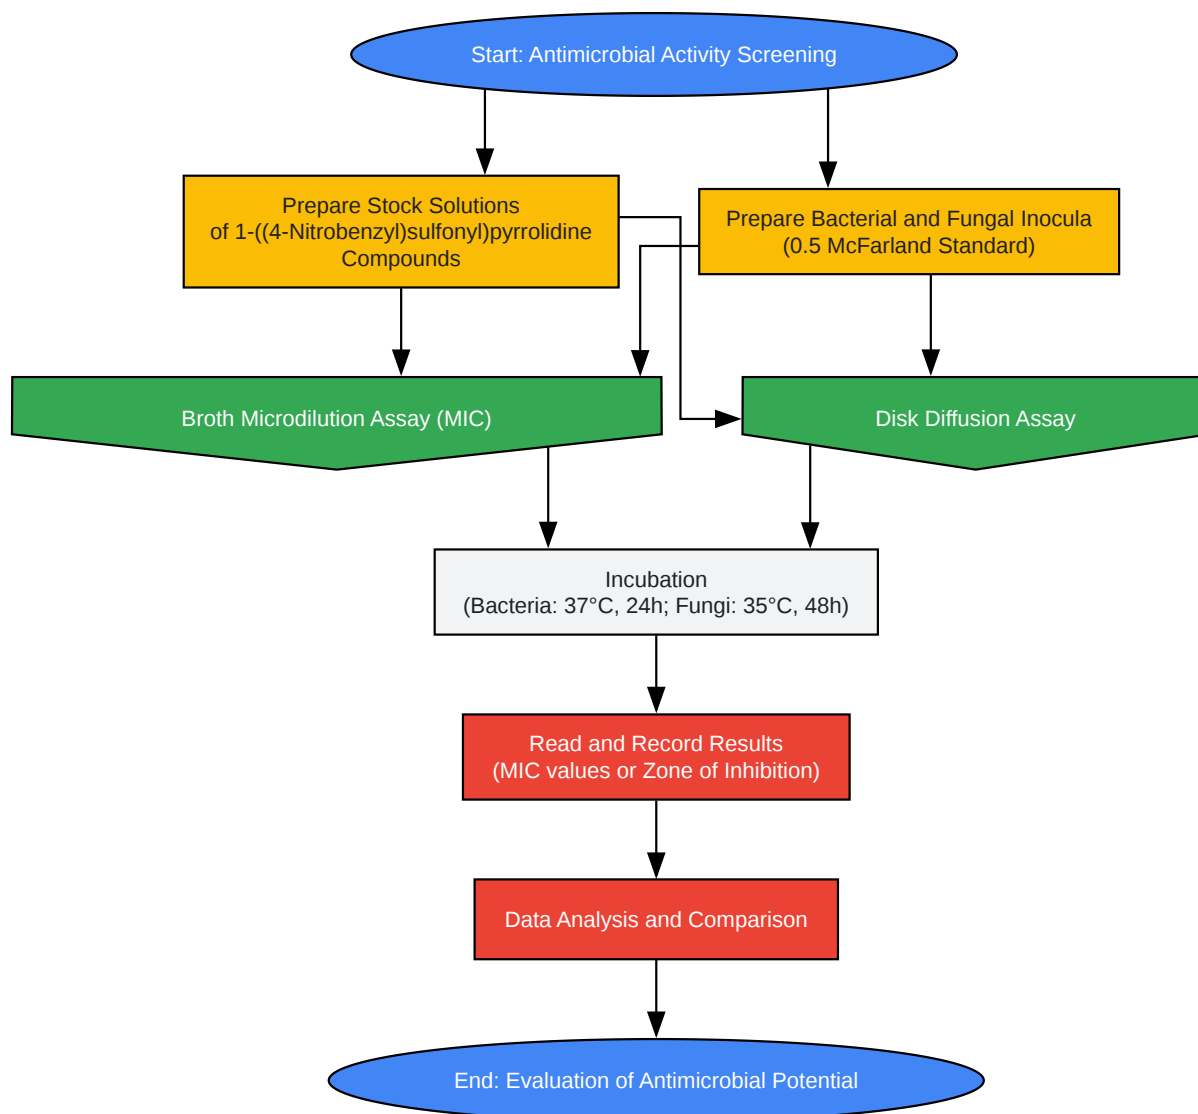 Start: Antimicrobial Activity Screening
Prepare Stock Solutions
of 1-((4-Nitrobenzyl)sulfonyl)pyrrolidine
Compounds
Prepare Bacterial and Fungal Inocula
(0.5 McFarland Standard)
Broth Microdilution Assay (MIC)
Disk Diffusion Assay
Incubation
(Bacteria: 37°C, 24h; Fungi: 35°C, 48h)
Read and Record Results
(MIC values or Zone of Inhibition)
Data Analysis and Comparison
End: Evaluation of Antimicrobial Potential